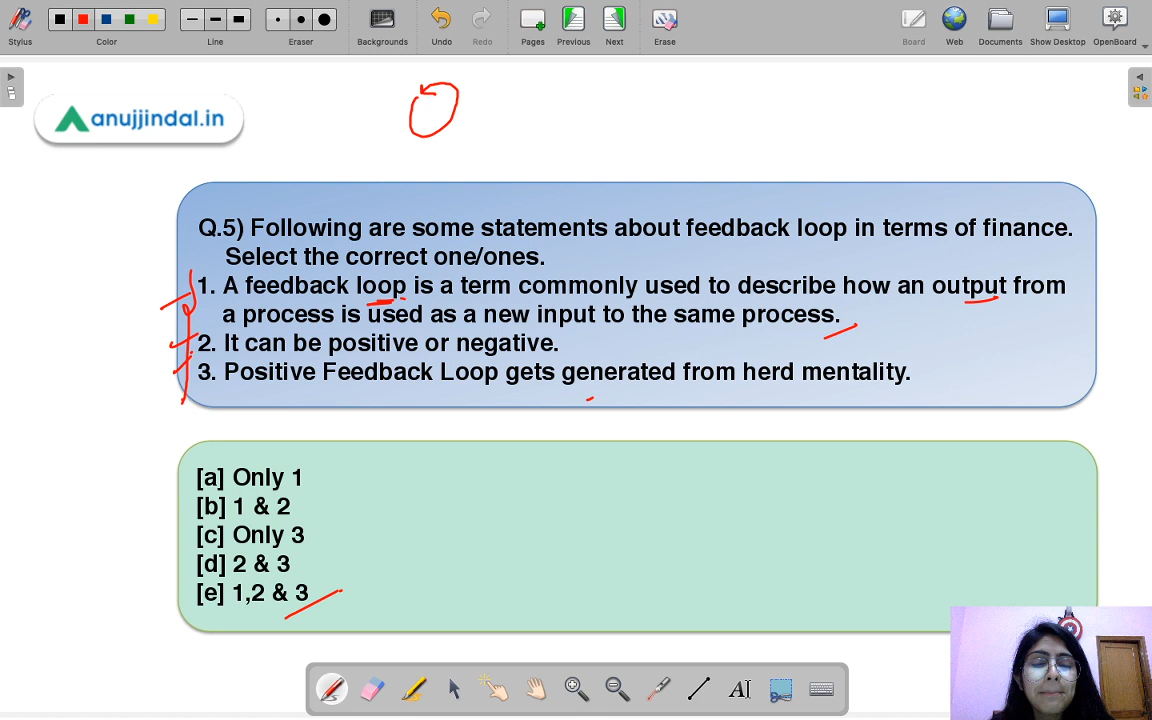 Stylus
Color
Line
Eraser
Backgrounds
Undo
Redo
Pages
Previous
Next
Erase
Board
Web
Documents
Show Desktop
OpenBoard
anujjindal.in
Q.5) Following are some statements about feedback loop in terms of finance.
Select the correct one/ones.
1. A feedback loop is a term commonly used to describe how an output from
a process is used as a new input to the same process.
2. It can be positive or negative.
3. Positive Feedback Loop gets generated from herd mentality.
[a] Only 1
[b] 1 & 2
[c] Only 3
[d] 2 & 3
[e] 1,2 & 3
AI